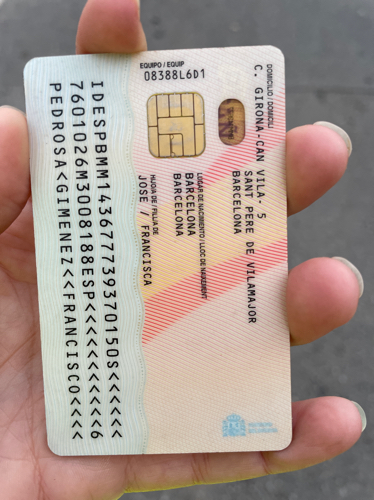 DOMICILIO / DOMICILI
C. GIRONA-CAN VILA. 5
SANT PERE DE VILAMAJOR
BARCELONA
LUGAR DE NACIMIENTO / LLOC DE NAIXEMENT
BARCELONA
BARCELONA
HIJO/A DE / FILL/A DE
JOSE / FRANCISCA
EQUIPO / EQUIP
08388L6D1
IDESPBMM143677739370150S<<<<<<
7601026M3008188ESP<<<<<<<<<<<6
PEDROSA<GIMENEZ<<FRANCISCO<<<<